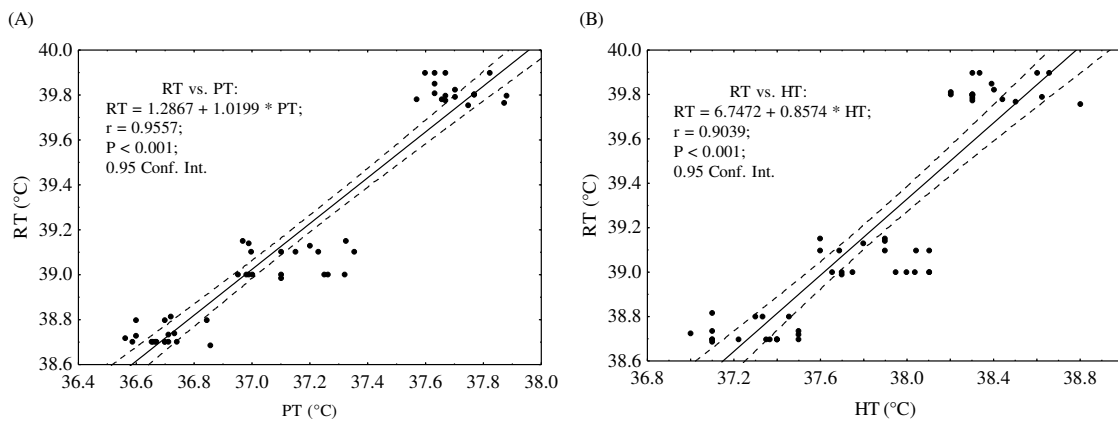 (A)
40.0
39.8
39.6
39.4
39.2
39.0
38.8
38.6
RT (°C)
RT vs. PT:
RT = 1.2867 + 1.0199 * PT;
r = 0.9557;
P < 0.001;
0.95 Conf. Int.
36.4 36.6 36.8 37.0 37.2 37.4 37.6 37.8 38.0
PT (°C)
(B)
40.0
39.8
39.6
39.4
39.2
39.0
38.8
38.6
RT (°C)
RT vs. HT:
RT = 6.7472 + 0.8574 * HT;
r = 0.9039;
P < 0.001;
0.95 Conf. Int.
36.8 37.2 37.6 38.0 38.4 38.8
HT (°C)